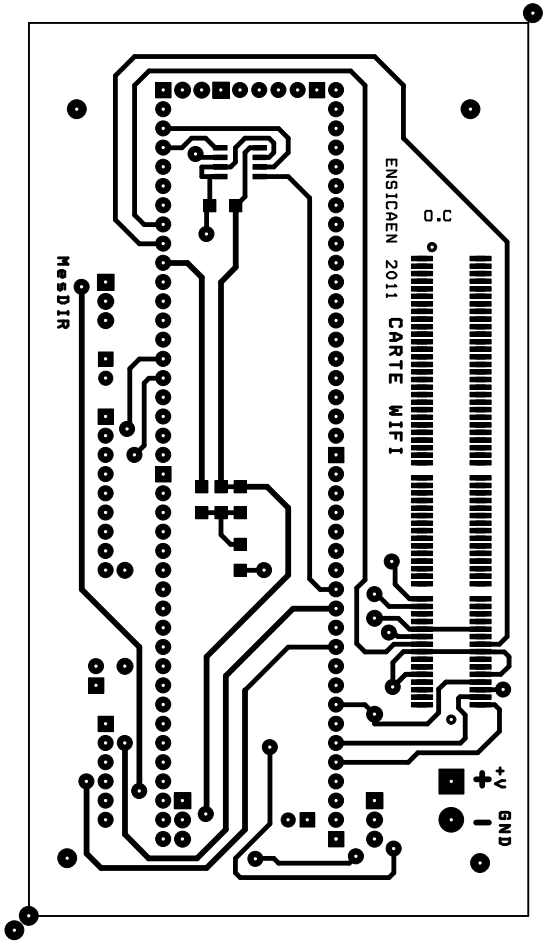 ENSICAEN 2011
O.C
CARTE WIFI
MesDIR
+V
+
-
GND